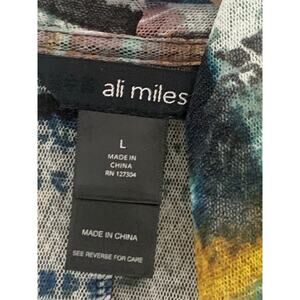 ali miles
L
MADE IN
CHINA
RN 127304
MADE IN CHINA
SEE REVERSE FOR CARE